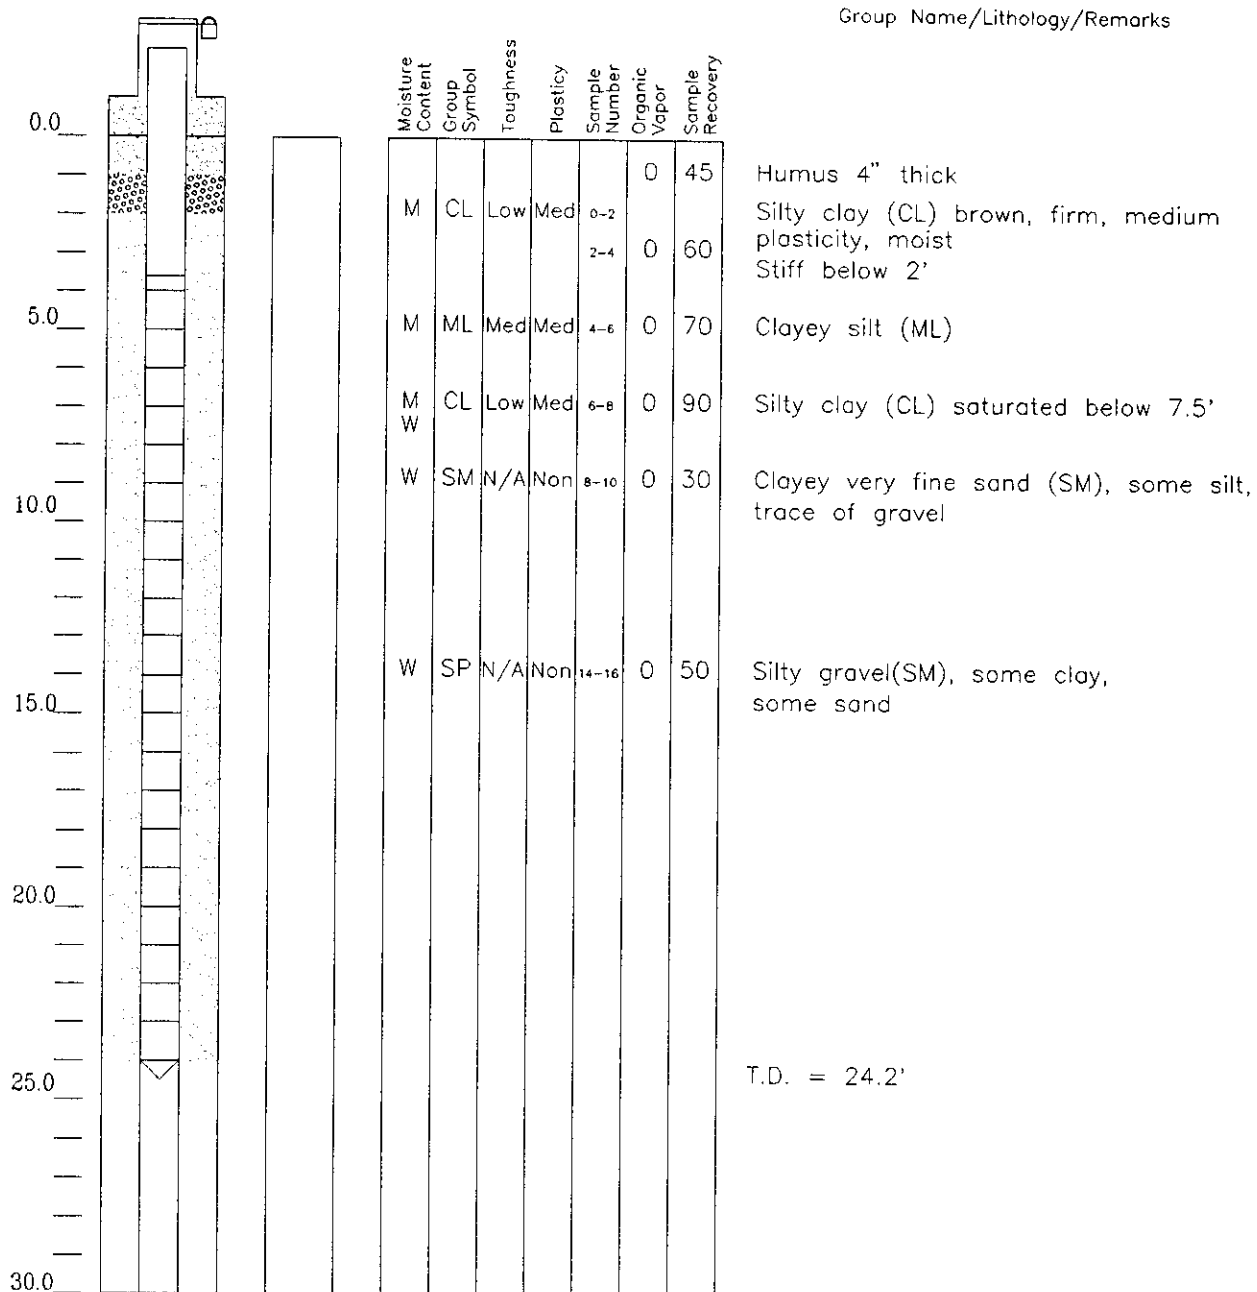 Group Name/Lithology/Remarks
Moisture Content
Group Symbol
Toughness
Plasticy
Sample Number
Organic Vapor
Sample Recovery
0.0
0 45 Humus 4" thick
M CL Low Med 0-2 Silty clay (CL) brown, firm, medium
plasticity, moist
2-4 0 60
Stiff below 2'
5.0
M ML Med Med 4-6 0 70 Clayey silt (ML)
M CL Low Med 6-8 0 90 Silty clay (CL) saturated below 7.5'
W
W SM N/A Non 8-10 0 30 Clayey very fine sand (SM), some silt,
10.0
trace of gravel
W SP N/A Non 14-16 0 50 Silty gravel(SM), some clay,
15.0
some sand
20.0
25.0
T.D. = 24.2'
30.0